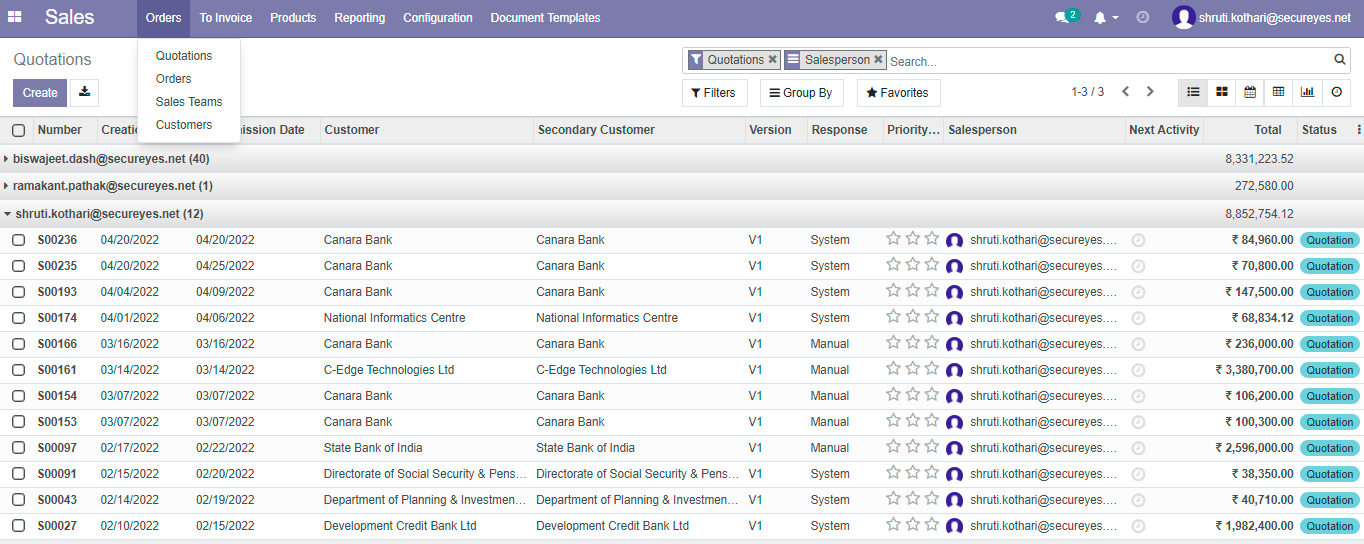 Sales Orders To Invoice Products Reporting Configuration Document Templates 2 shruti.kothari@secureyes.net
Quotations
Quotations Salesperson Search...
Create Filters Group By Favorites 1-3 / 3
Quotations
Orders
Sales Teams
Customers
Number Creati mission Date Customer Secondary Customer Version Response Priority... Salesperson Next Activity Total Status
biswajeet.dash@secureyes.net (40) 8,331,223.52
ramakant.pathak@secureyes.net (1) 272,580.00
shruti.kothari@secureyes.net (12) 8,852,754.12
S00236 04/20/2022 04/20/2022 Canara Bank Canara Bank V1 System shruti.kothari@secureyes.... ₹ 84,960.00 Quotation
S00235 04/20/2022 04/25/2022 Canara Bank Canara Bank V1 System shruti.kothari@secureyes.... ₹ 70,800.00 Quotation
S00193 04/04/2022 04/09/2022 Canara Bank Canara Bank V1 System shruti.kothari@secureyes.... ₹ 147,500.00 Quotation
S00174 04/01/2022 04/06/2022 National Informatics Centre National Informatics Centre V1 System shruti.kothari@secureyes.... ₹ 68,834.12 Quotation
S00166 03/16/2022 03/16/2022 Canara Bank Canara Bank V1 Manual shruti.kothari@secureyes.... ₹ 236,000.00 Quotation
S00161 03/14/2022 03/14/2022 C-Edge Technologies Ltd C-Edge Technologies Ltd V1 Manual shruti.kothari@secureyes.... ₹ 3,380,700.00 Quotation
S00154 03/07/2022 03/07/2022 Canara Bank Canara Bank V1 Manual shruti.kothari@secureyes.... ₹ 106,200.00 Quotation
S00153 03/07/2022 03/07/2022 Canara Bank Canara Bank V1 Manual shruti.kothari@secureyes.... ₹ 100,300.00 Quotation
S00097 02/17/2022 02/22/2022 State Bank of India State Bank of India V1 Manual shruti.kothari@secureyes.... ₹ 2,596,000.00 Quotation
S00091 02/15/2022 02/20/2022 Directorate of Social Security & Pens... Directorate of Social Security & Pens... V1 System shruti.kothari@secureyes.... ₹ 38,350.00 Quotation
S00043 02/14/2022 02/19/2022 Department of Planning & Investmen... Department of Planning & Investmen... V1 System shruti.kothari@secureyes.... ₹ 40,710.00 Quotation
S00027 02/10/2022 02/15/2022 Development Credit Bank Ltd Development Credit Bank Ltd V1 System shruti.kothari@secureyes.... ₹ 1,982,400.00 Quotation